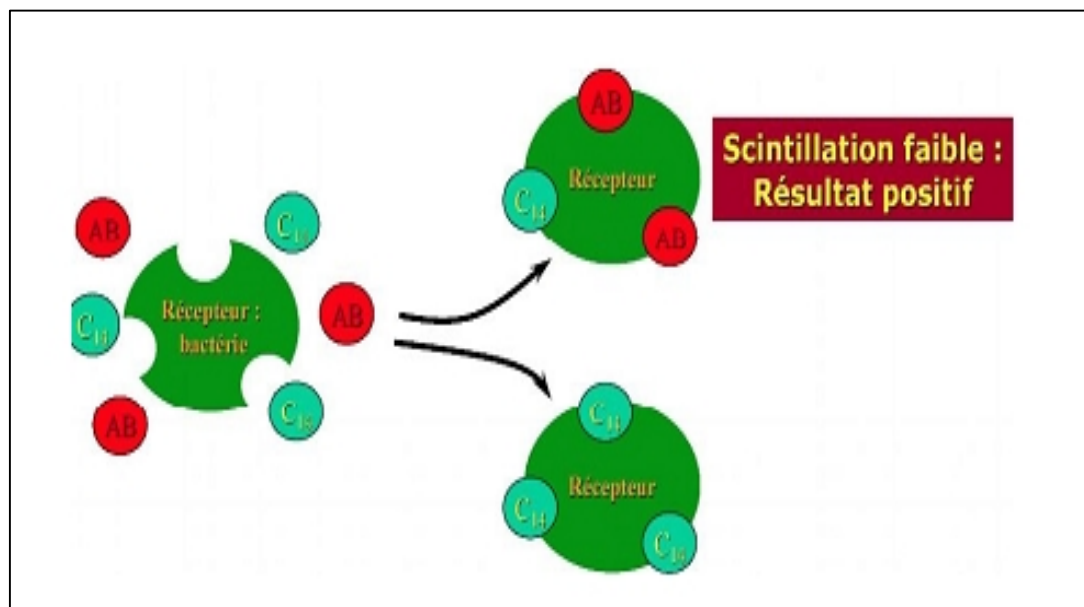 AB
C14
Récepteur :
bactérie
C14
AB
AB
C14
AB
C14
Récepteur
AB
Scintillation faible :
Résultat positif
C14
Récepteur
C14
C14